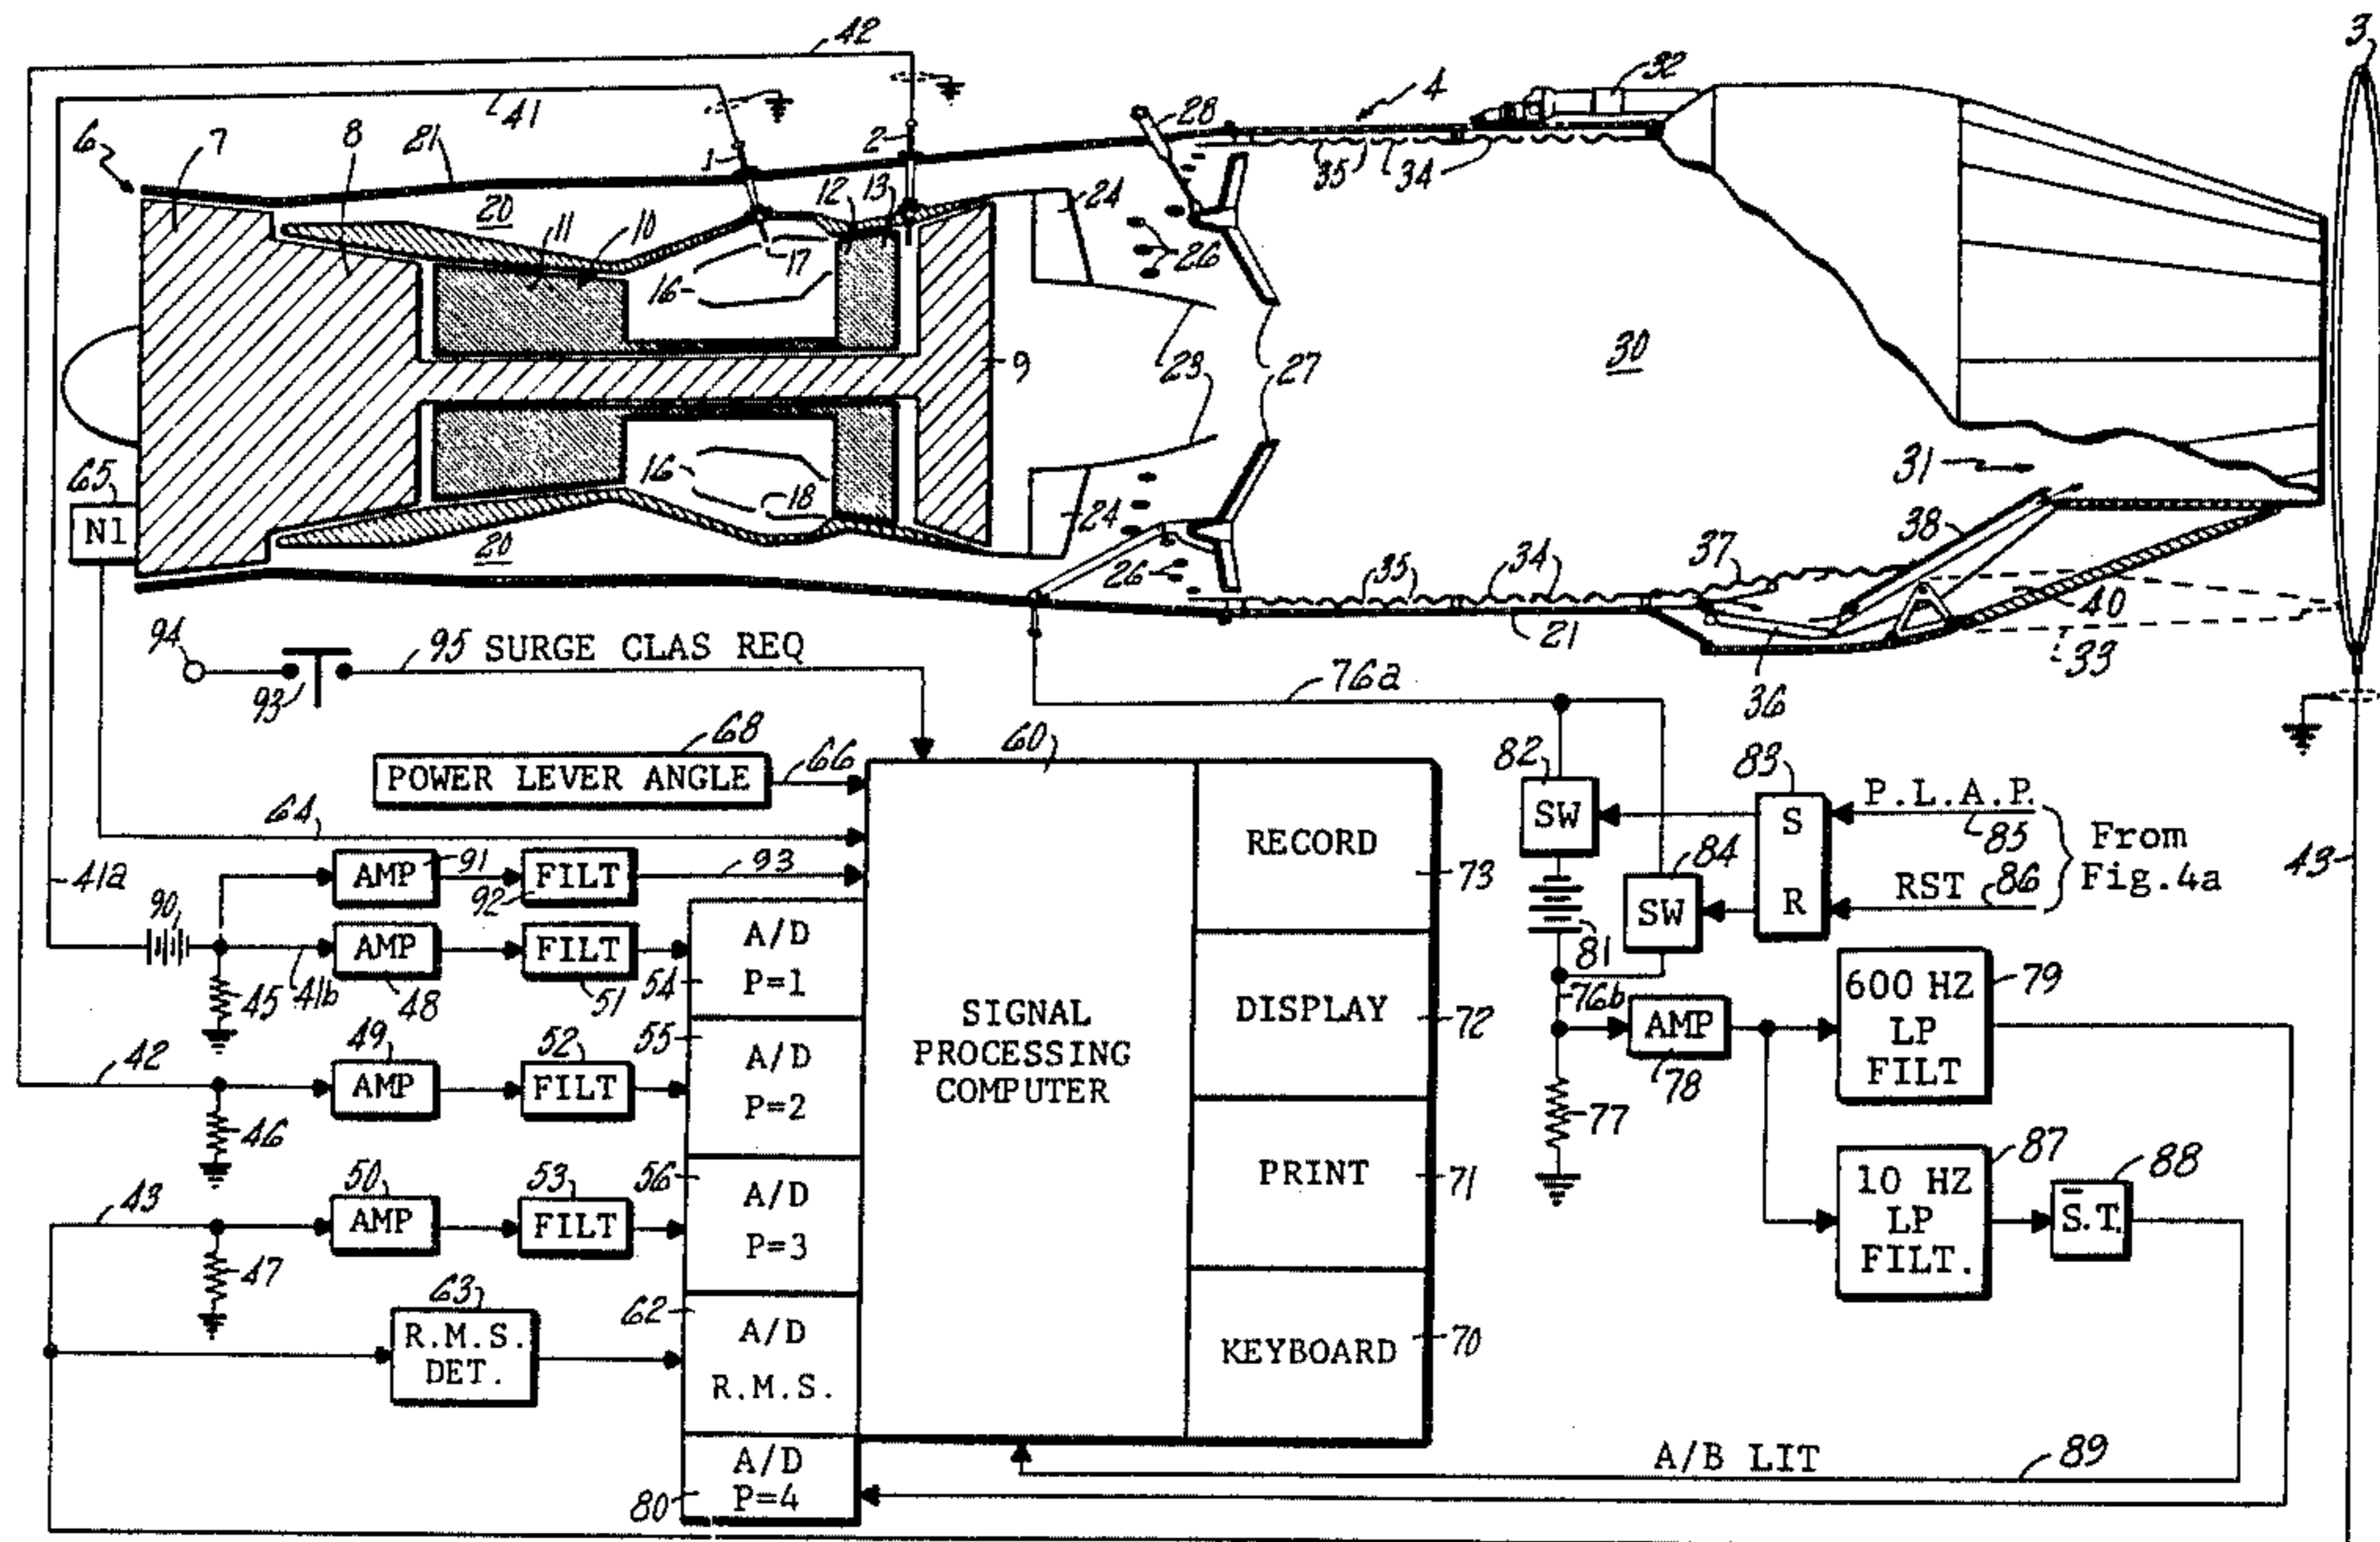 42
3
41
6
7
8
21
1
2
28
4
32
20
11
10
12
13
24
35
34
16
17
26
9
23
27
30
65
N1
16
18
24
20
26
31
38
37
35
34
40
21
36
33
94
93
95 SURGE CLAS REQ
76a
68
POWER LEVER ANGLE
66
60
82
SW
83
S
R
P.L.A.P.
85
RST
86
From
Fig.4a
84
SW
81
64
41a
AMP
91
FILT
92
93
90
45
41b
AMP
48
FILT
51
54
A/D
P=1
42
49
AMP
52
FILT
55
A/D
P=2
46
43
50
AMP
53
FILT
56
A/D
P=3
47
63
R.M.S.
DET.
62
A/D
R.M.S.
80
A/D
P=4
SIGNAL
PROCESSING
COMPUTER
RECORD
73
DISPLAY
72
PRINT
71
KEYBOARD
70
76b
AMP
78
77
600 HZ
LP
FILT
79
10 HZ
LP
FILT.
87
S.T.
88
43
A/B LIT
89